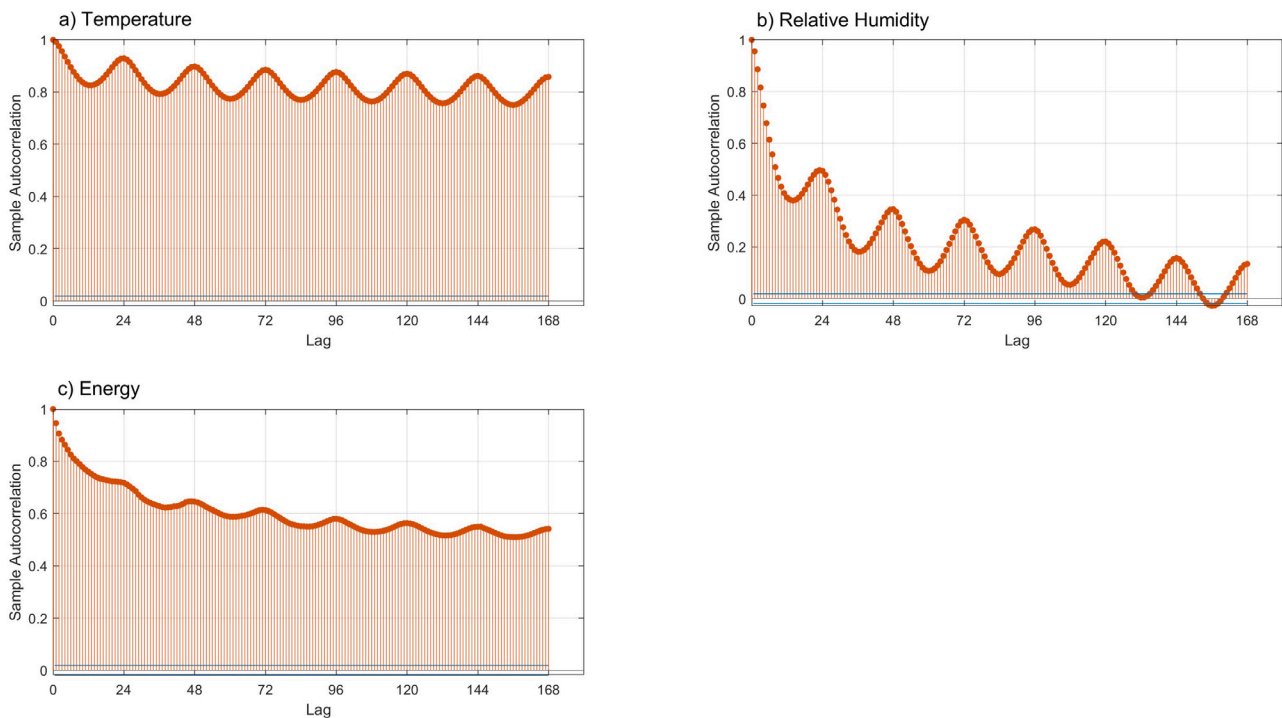 a) Temperature
1
0.8
0.6
0.4
0.2
0
Sample Autocorrelation
0 24 48 72 96 120 144 168
Lag
b) Relative Humidity
1
0.8
0.6
0.4
0.2
0
Sample Autocorrelation
0 24 48 72 96 120 144 168
Lag
c) Energy
1
0.8
0.6
0.4
0.2
0
Sample Autocorrelation
0 24 48 72 96 120 144 168
Lag